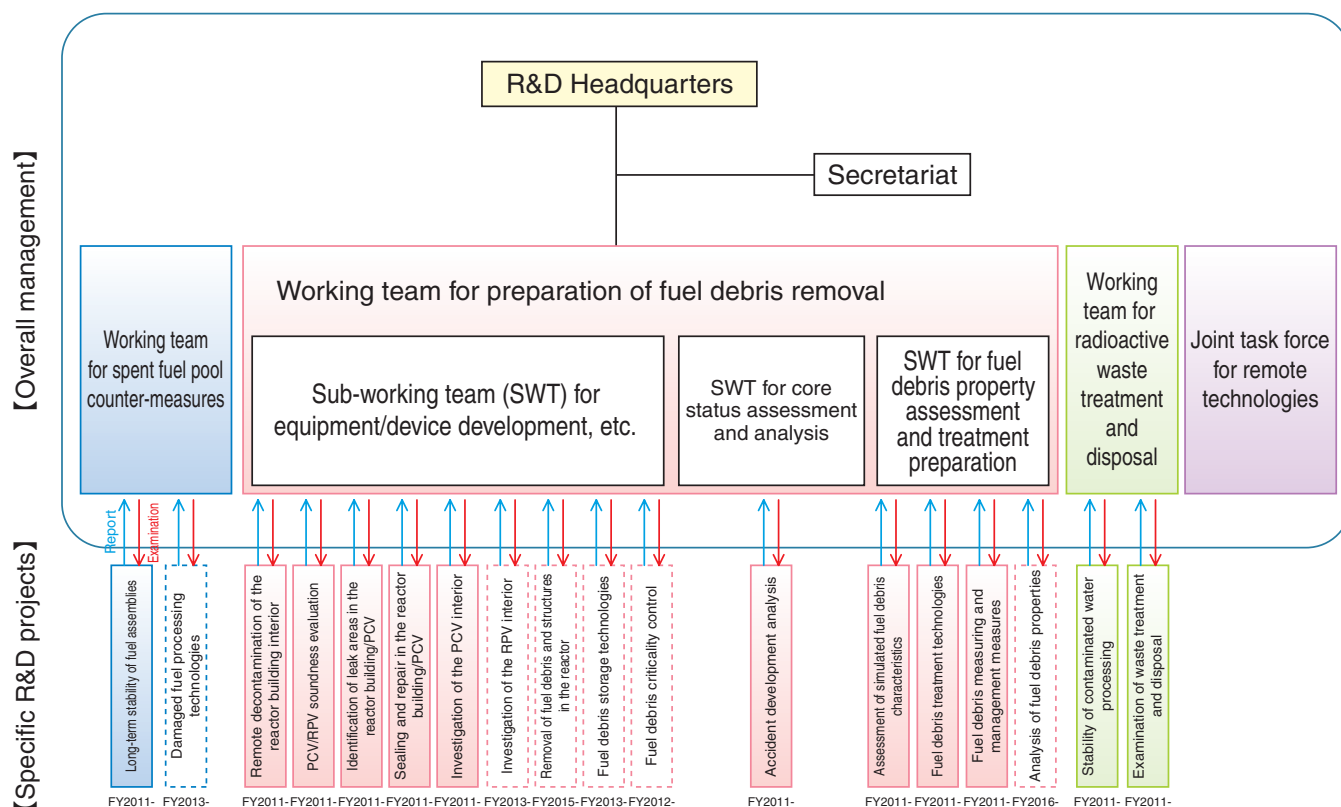 R&D Headquarters
Secretariat
【Overall management】
Working team
for spent fuel pool
counter-measures
Working team for preparation of fuel debris removal
Sub-working team (SWT) for
equipment/device development, etc.
SWT for core
status assessment
and analysis
SWT for fuel
debris property
assessment
and treatment
preparation
Working
team for
radioactive
waste
treatment
and
disposal
Joint task force
for remote
technologies
Report
Examination
【Specific R&D projects】
Long-term stability of fuel assemblies
Damaged fuel processing
technologies
Remote decontamination of the
reactor building interior
PCV/RPV soundness evaluation
Identification of leak areas in the
reactor building/PCV
Sealing and repair in the reactor
building/PCV
Investigation of the PCV interior
Investigation of the RPV interior
Removal of fuel debris and structures
in the reactor
Fuel debris storage technologies
Fuel debris criticality control
Accident development analysis
Assessment of simulated fuel debris
characteristics
Fuel debris treatment technologies
Fuel debris measuring and
management measures
Analysis of fuel debris properties
Stability of contaminated water
processing
Examination of waste treatment
and disposal
FY2011- FY2013- FY2011- FY2011- FY2011- FY2011- FY2011- FY2013- FY2015- FY2013- FY2012- FY2011- FY2011- FY2011- FY2011- FY2016- FY2011- FY2011-